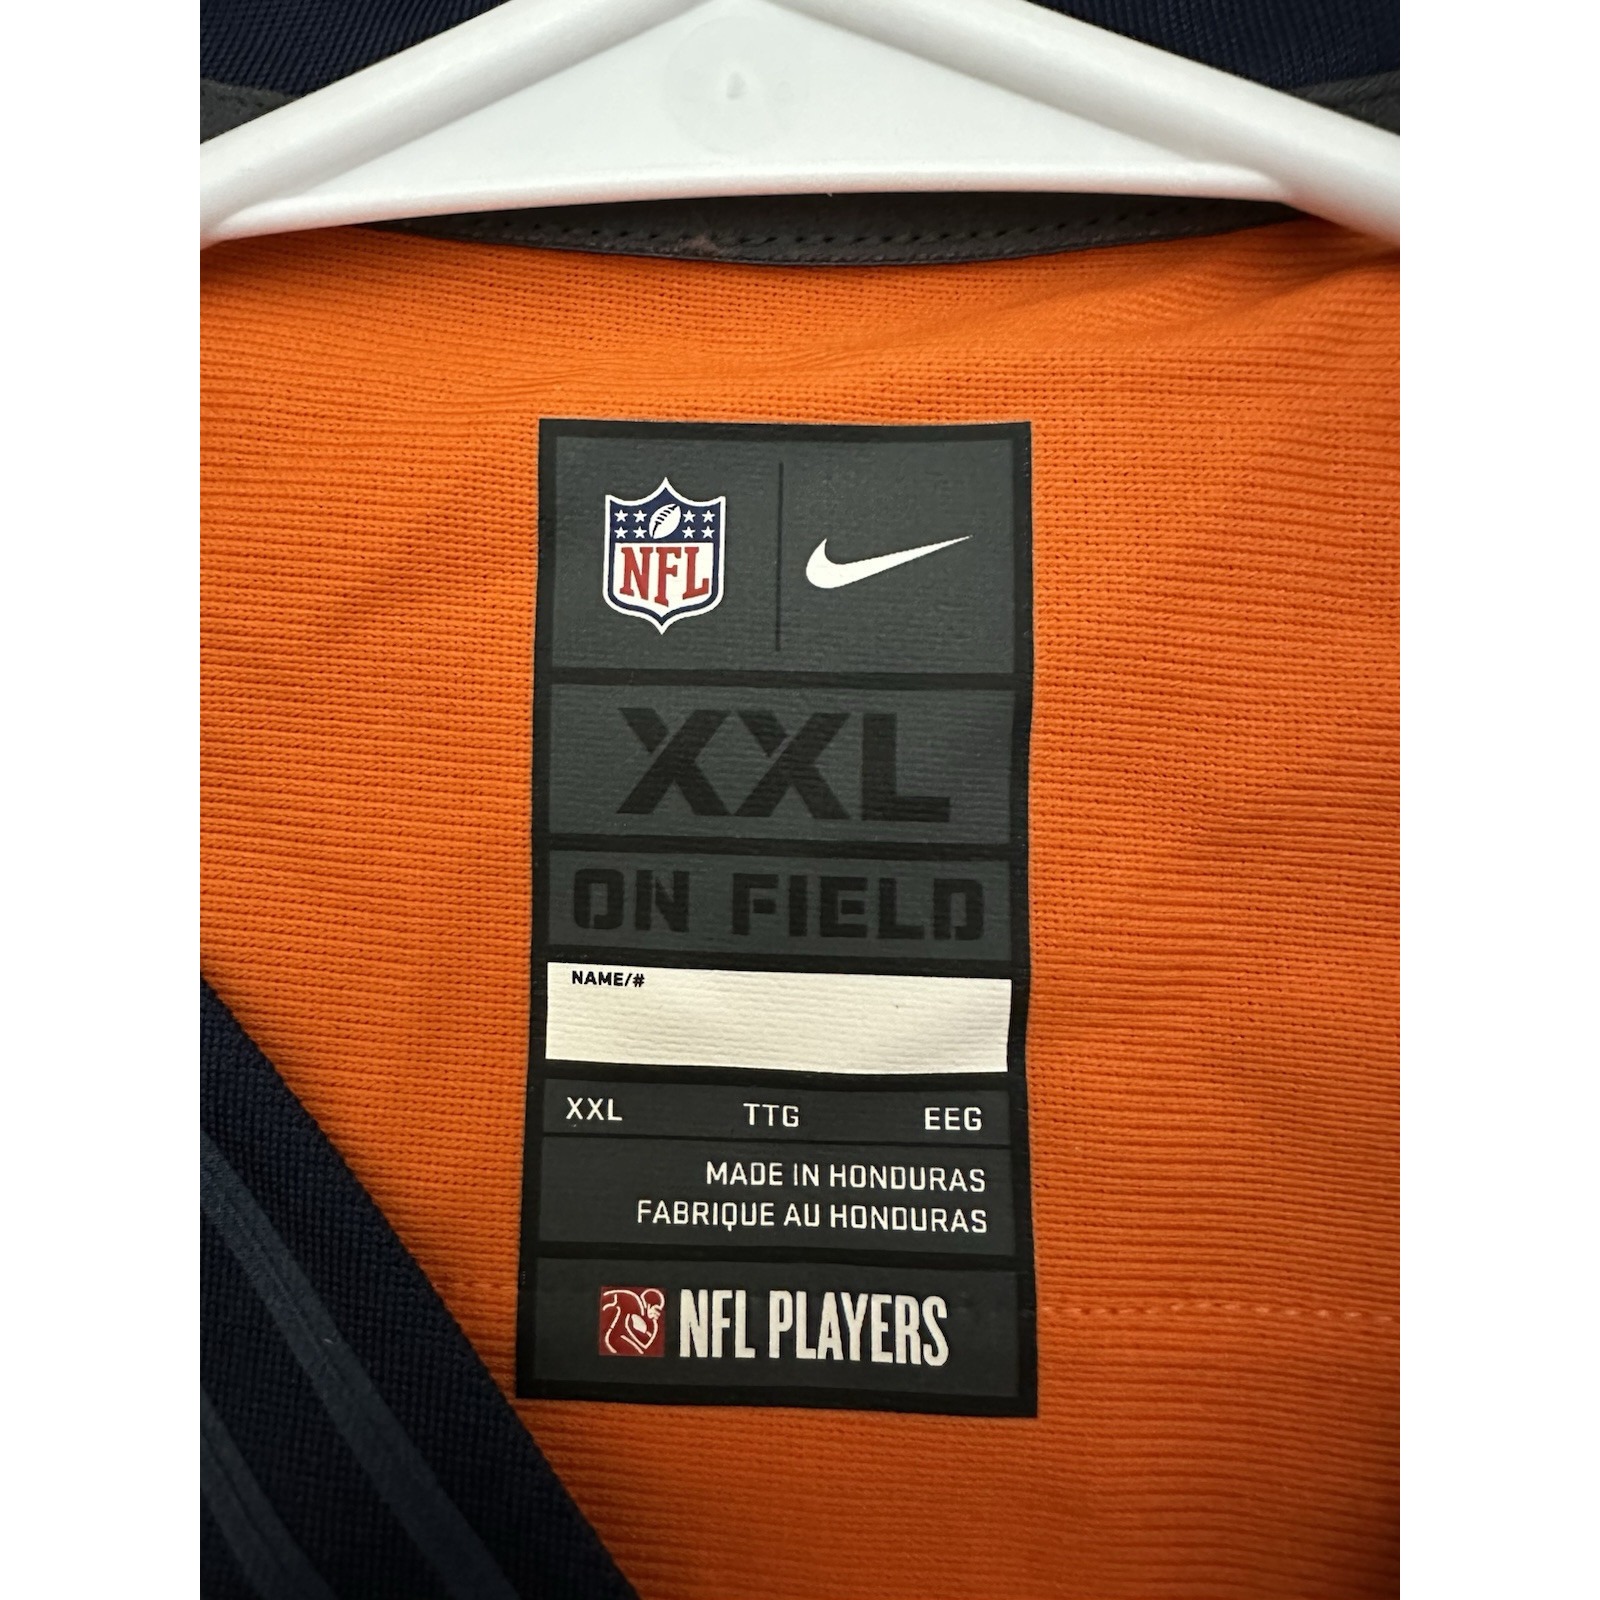 NFL
XXL
ON FIELD
NAME/#
XXL TTG EEG
MADE IN HONDURAS
FABRIQUE AU HONDURAS
NFL PLAYERS